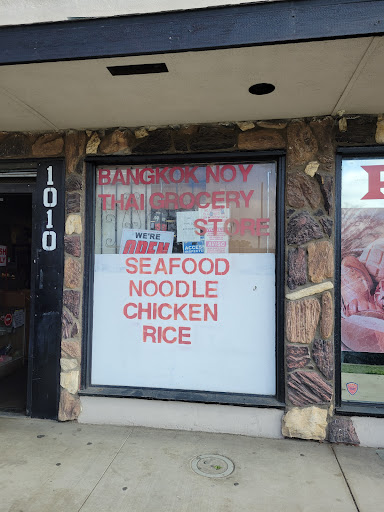 1010
BANGKOK NOY
THAI GROCERY
STORE
WE'RE
OPEN
SEAFOOD
NOODLE
CHICKEN
RICE